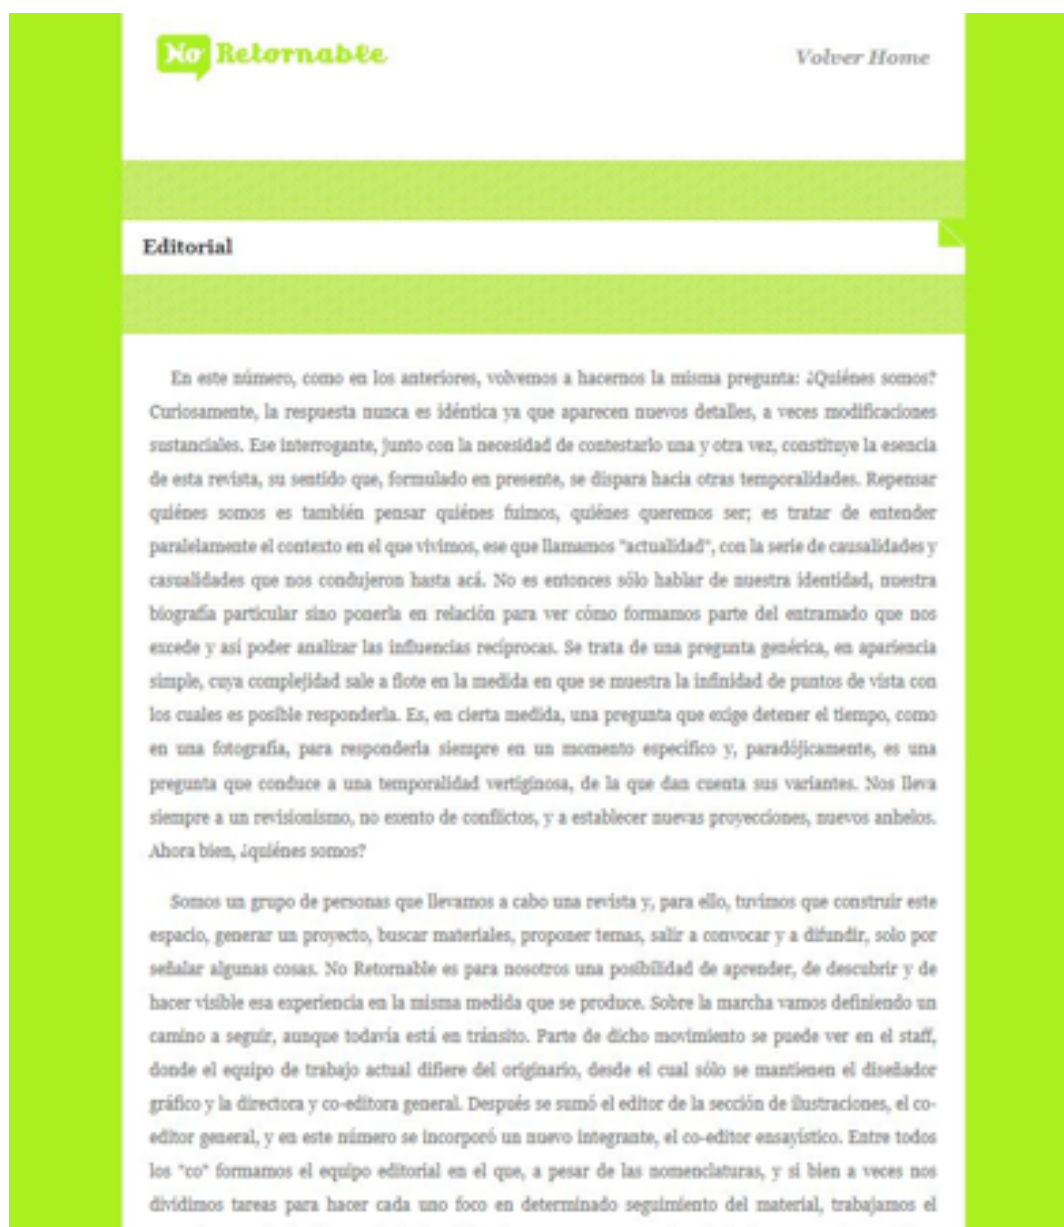 No Retornable
Volver Home
Editorial
En este número, como en los anteriores, volvemos a hacernos la misma pregunta: ¿Quiénes somos?
Curiosamente, la respuesta nunca es idéntica ya que aparecen nuevos detalles, a veces modificaciones
sustanciales. Ese interrogante, junto con la necesidad de contestarlo una y otra vez, constituye la esencia
de esta revista, su sentido que, formulado en presente, se dispara hacia otras temporalidades. Repensar
quiénes somos es también pensar quiénes fuimos, quiénes queremos ser; es tratar de entender
paralelamente el contexto en el que vivimos, ese que llamamos "actualidad", con la serie de causalidades y
casualidades que nos condujeron hasta acá. No es entonces sólo hablar de nuestra identidad, nuestra
biografía particular sino ponerla en relación para ver cómo formamos parte del entramado que nos
excede y así poder analizar las influencias recíprocas. Se trata de una pregunta genérica, en apariencia
simple, cuya complejidad sale a flote en la medida en que se muestra la infinidad de puntos de vista con
los cuales es posible responderla. Es, en cierta medida, una pregunta que exige detener el tiempo, como
en una fotografía, para responderla siempre en un momento específico y, paradójicamente, es una
pregunta que conduce a una temporalidad vertiginosa, de la que dan cuenta sus variantes. Nos lleva
siempre a un revisionismo, no exento de conflictos, y a establecer nuevas proyecciones, nuevos anhelos.
Ahora bien, ¿quiénes somos?
Somos un grupo de personas que llevamos a cabo una revista y, para ello, tuvimos que construir este
espacio, generar un proyecto, buscar materiales, proponer temas, salir a convocar y a difundir, solo por
señalar algunas cosas. No Retornable es para nosotros una posibilidad de aprender, de descubrir y de
hacer visible esa experiencia en la misma medida que se produce. Sobre la marcha vamos definiendo un
camino a seguir, aunque todavía está en tránsito. Parte de dicho movimiento se puede ver en el staff,
donde el equipo de trabajo actual difiere del originario, desde el cual sólo se mantienen el diseñador
gráfico y la directora y co-editora general. Después se sumó el editor de la sección de ilustraciones, el co-
editor general, y en este número se incorporó un nuevo integrante, el co-editor ensayístico. Entre todos
los "co" formamos el equipo editorial en el que, a pesar de las nomenclaturas, y si bien a veces nos
dividimos tareas para hacer cada uno foco en determinado seguimiento del material, trabajamos el